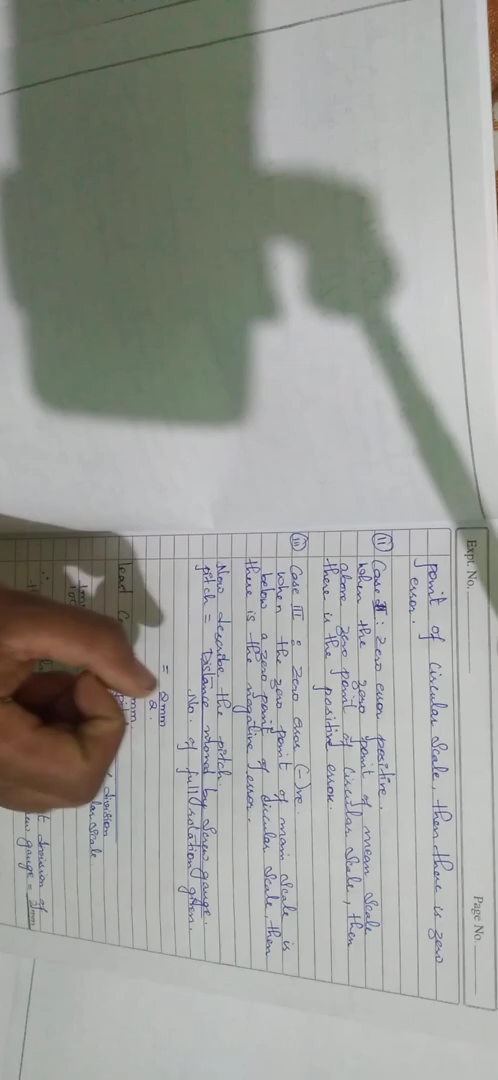 Expt. No.
Page No.
point of circular scale, then there is zero
error.
(ii) Case II : zero error positive.
when the zero point of mean scale
above zero point of circular scale, then
there is the positive error.
(iii) Case III : zero error (-)ve.
when the zero point of main scale is
below a zero point of circular scale, then
there is the negative error.
Now describe the pitch.
pitch = Distance moved by screw gauge.
No. of full rotation given.
= 2mm
2
division
scale
division of
gauge = 2mm